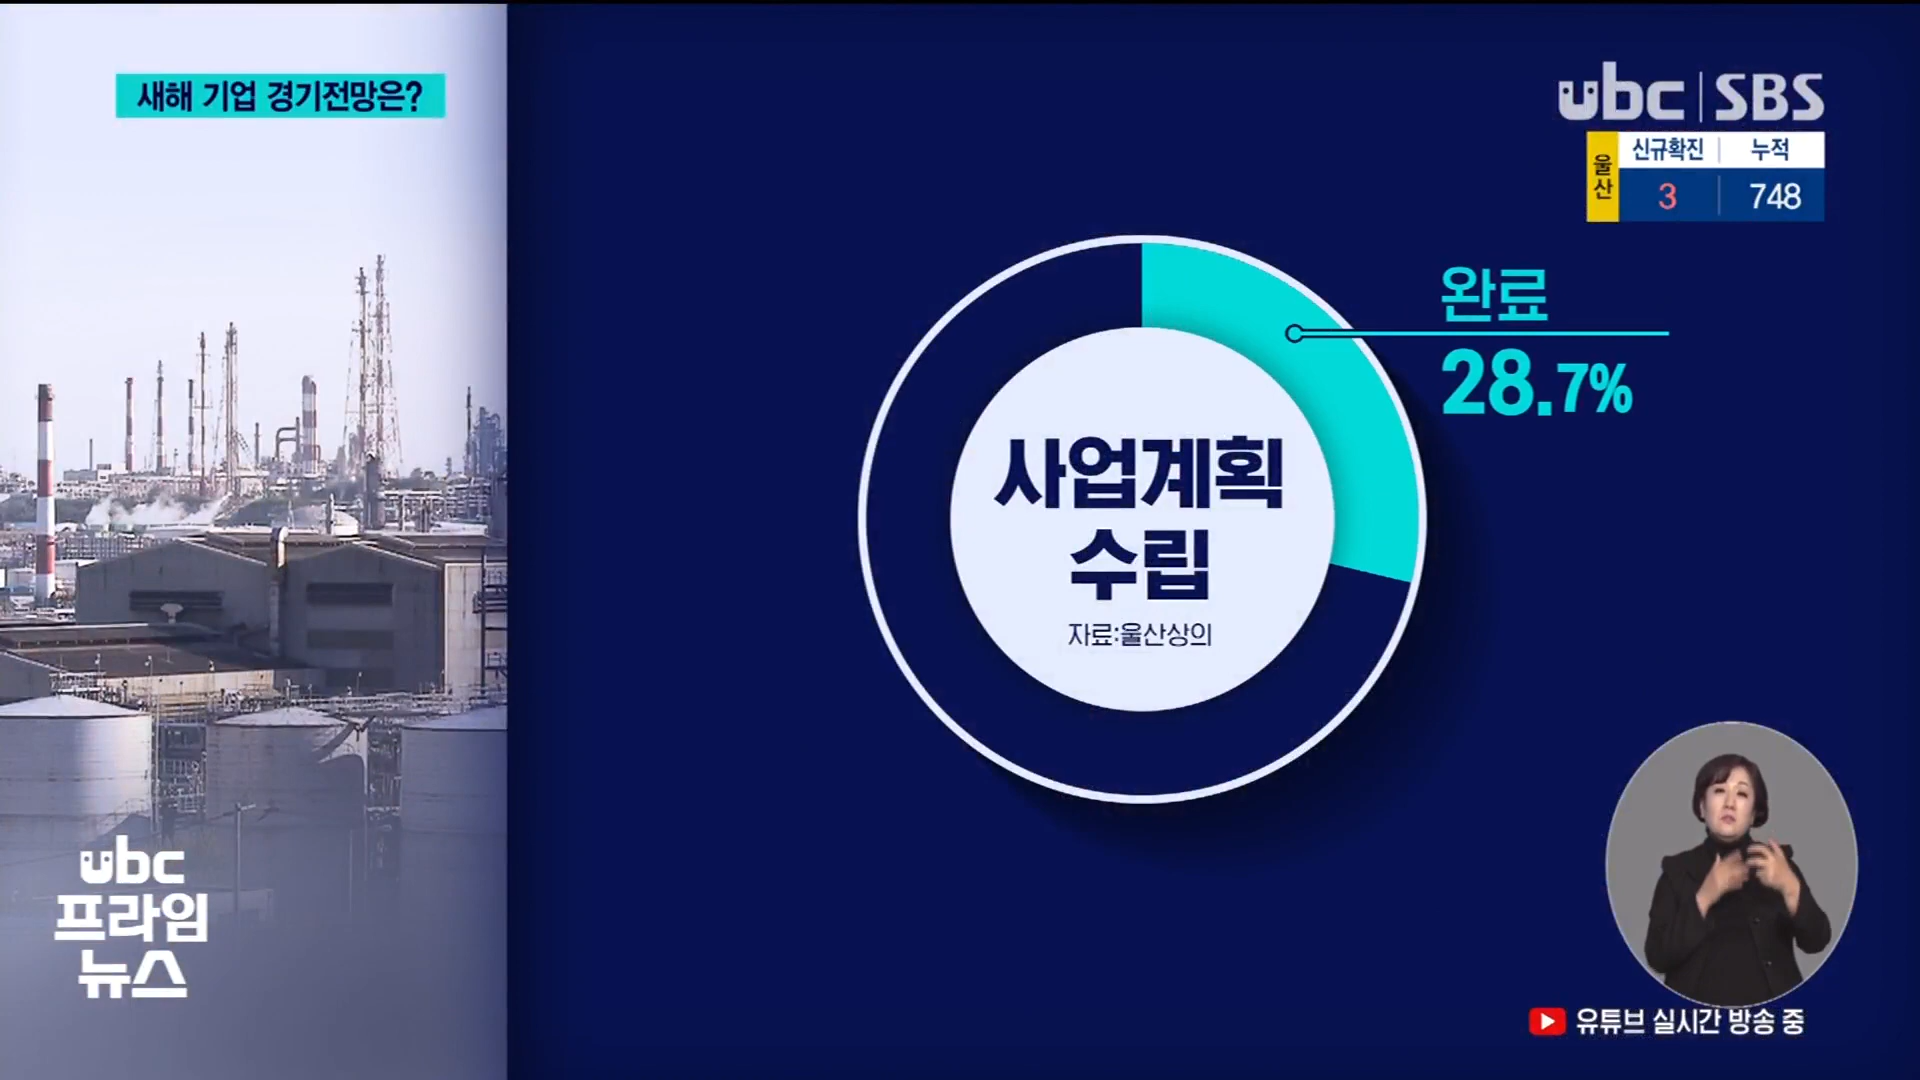 새해 기업 경기전망은?
ubc SBS
울산
신규확진 누적
3 748
완료
28.7%
사업계획
수립
자료:울산상의
ubc
프라임
뉴스
유튜브 실시간 방송 중